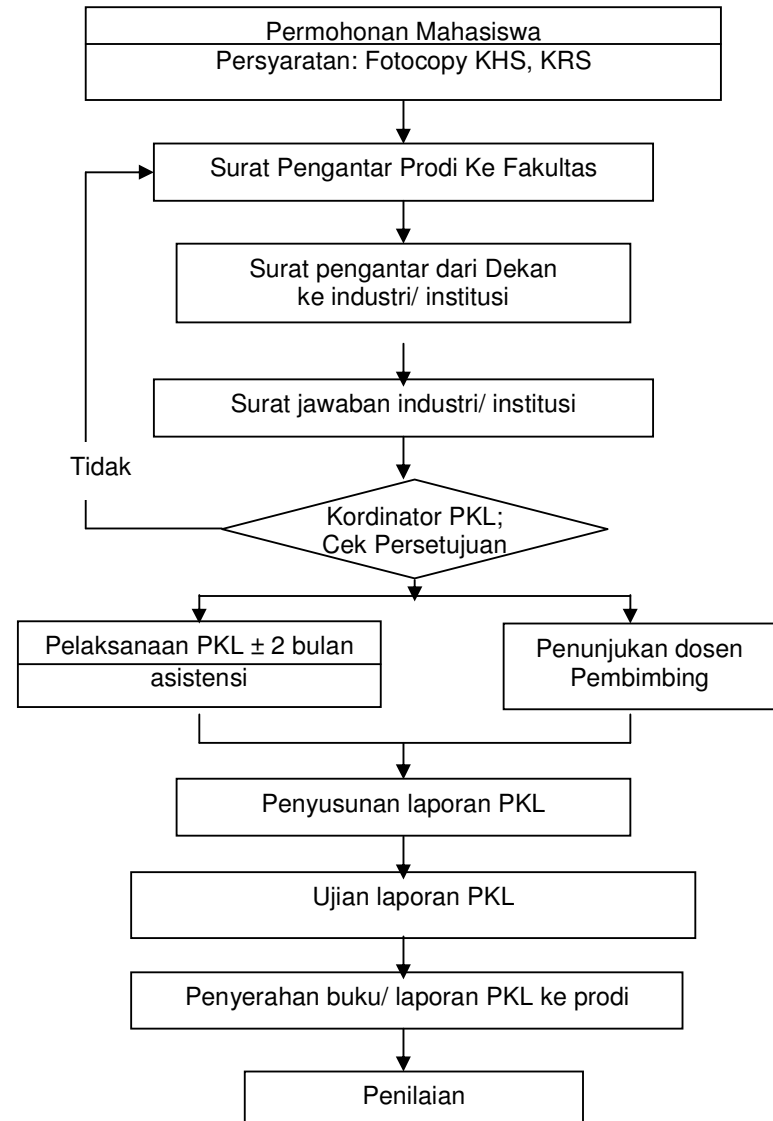 Permohonan Mahasiswa
Persyaratan: Fotocopy KHS, KRS
Surat Pengantar Prodi Ke Fakultas
Surat pengantar dari Dekan
ke industri/ institusi
Surat jawaban industri/ institusi
Tidak
Kordinator PKL;
Cek Persetujuan
Pelaksanaan PKL ± 2 bulan
asistensi
Penunjukan dosen
Pembimbing
Penyusunan laporan PKL
Ujian laporan PKL
Penyerahan buku/ laporan PKL ke prodi
Penilaian